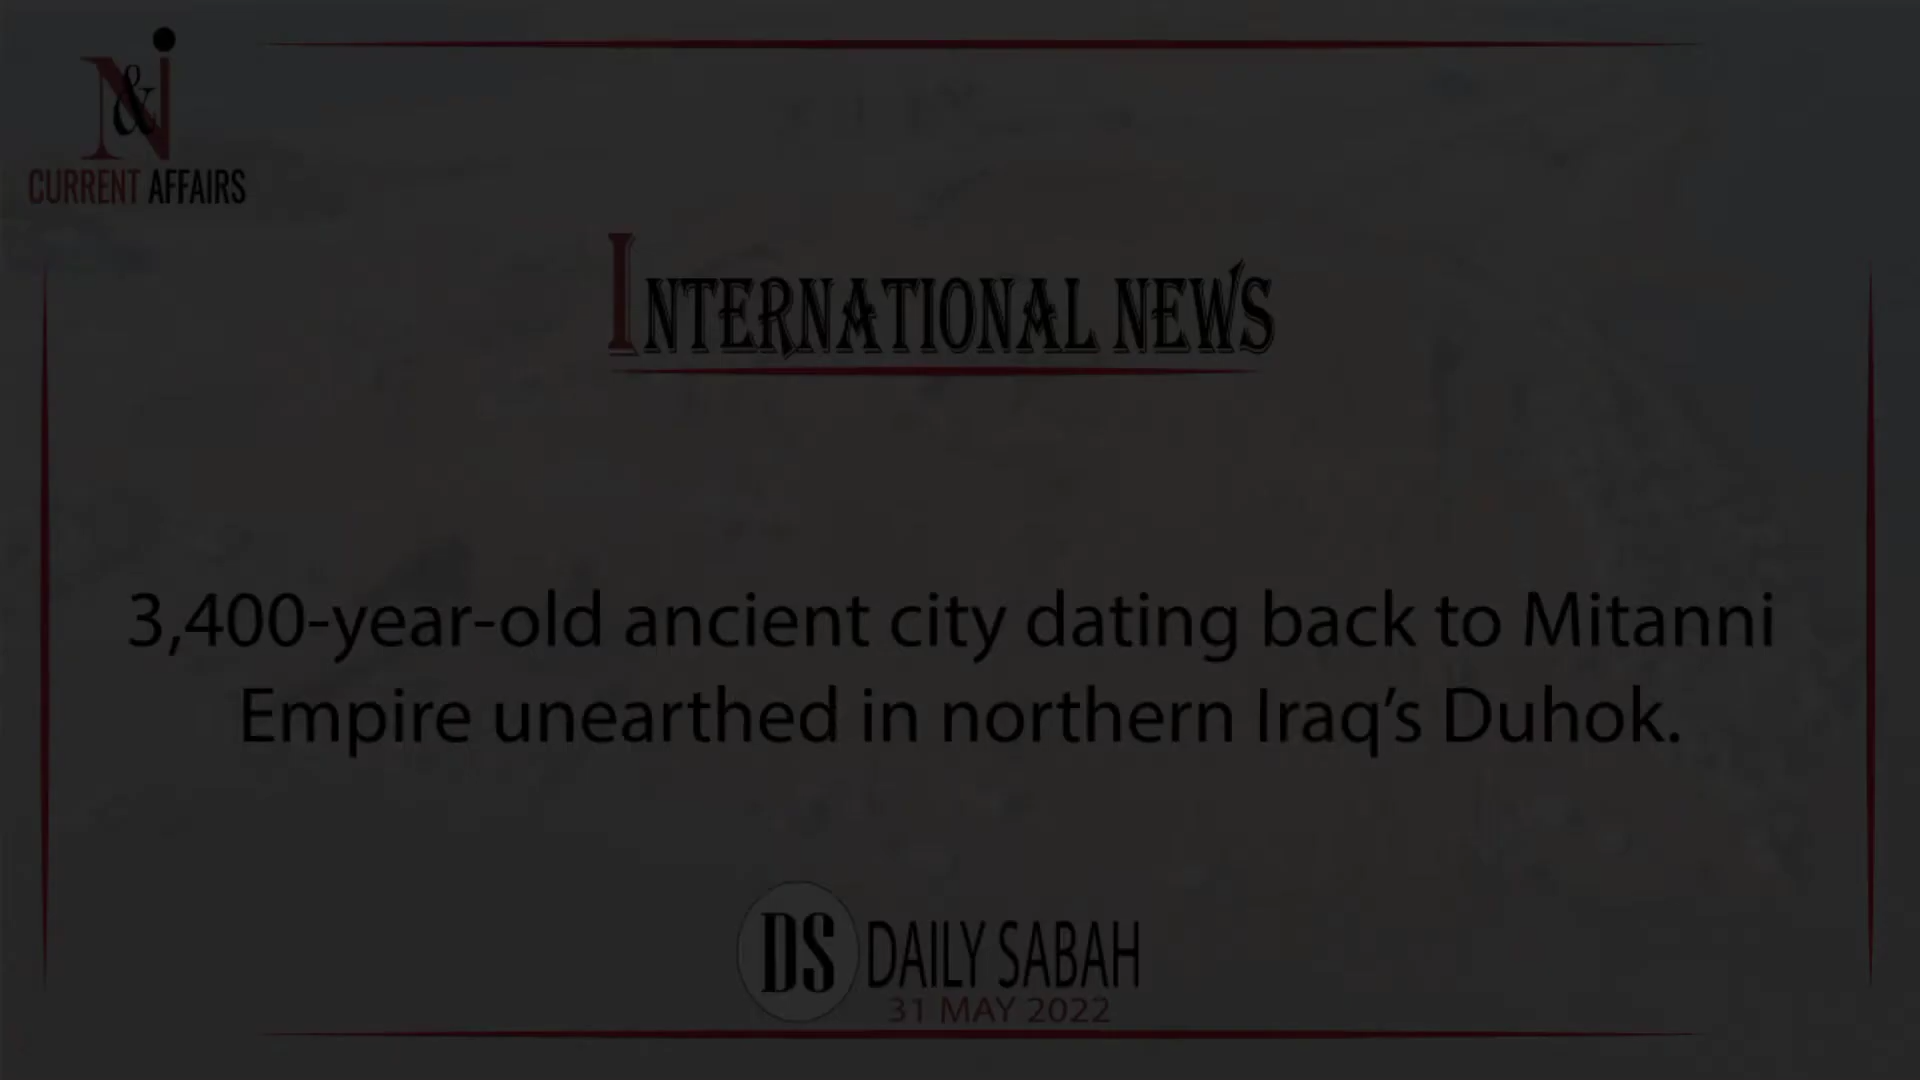 N&i
CURRENT AFFAIRS
INTERNATIONAL NEWS
3,400-year-old ancient city dating back to Mitanni
Empire unearthed in northern Iraq's Duhok.
DS DAILY SABAH
31 MAY 2022